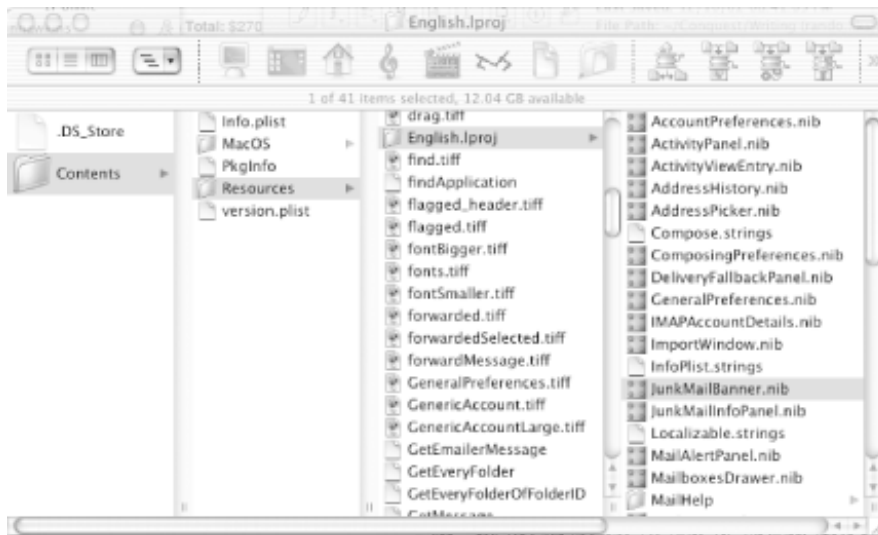 Total: $270
English.lproj
1 of 41 items selected, 12.04 GB available
.DS_Store
Contents
Info.plist
MacOS
PkgInfo
Resources
version.plist
drag.tiff
English.lproj
find.tiff
findApplication
flagged_header.tiff
flagged.tiff
fontBigger.tiff
fonts.tiff
fontSmaller.tiff
forwarded.tiff
forwardedSelected.tiff
forwardMessage.tiff
GeneralPreferences.tiff
GenericAccount.tiff
GenericAccountLarge.tiff
GetEmailerMessage
GetEveryFolder
GetEveryFolderOfFolderID
GetMessage
AccountPreferences.nib
ActivityPanel.nib
ActivityViewEntry.nib
AddressHistory.nib
AddressPicker.nib
Compose.strings
ComposingPreferences.nib
DeliveryFallbackPanel.nib
GeneralPreferences.nib
IMAPAccountDetails.nib
ImportWindow.nib
InfoPlist.strings
JunkMailBanner.nib
JunkMailInfoPanel.nib
Localizable.strings
MailAlertPanel.nib
MailboxesDrawer.nib
MailHelp